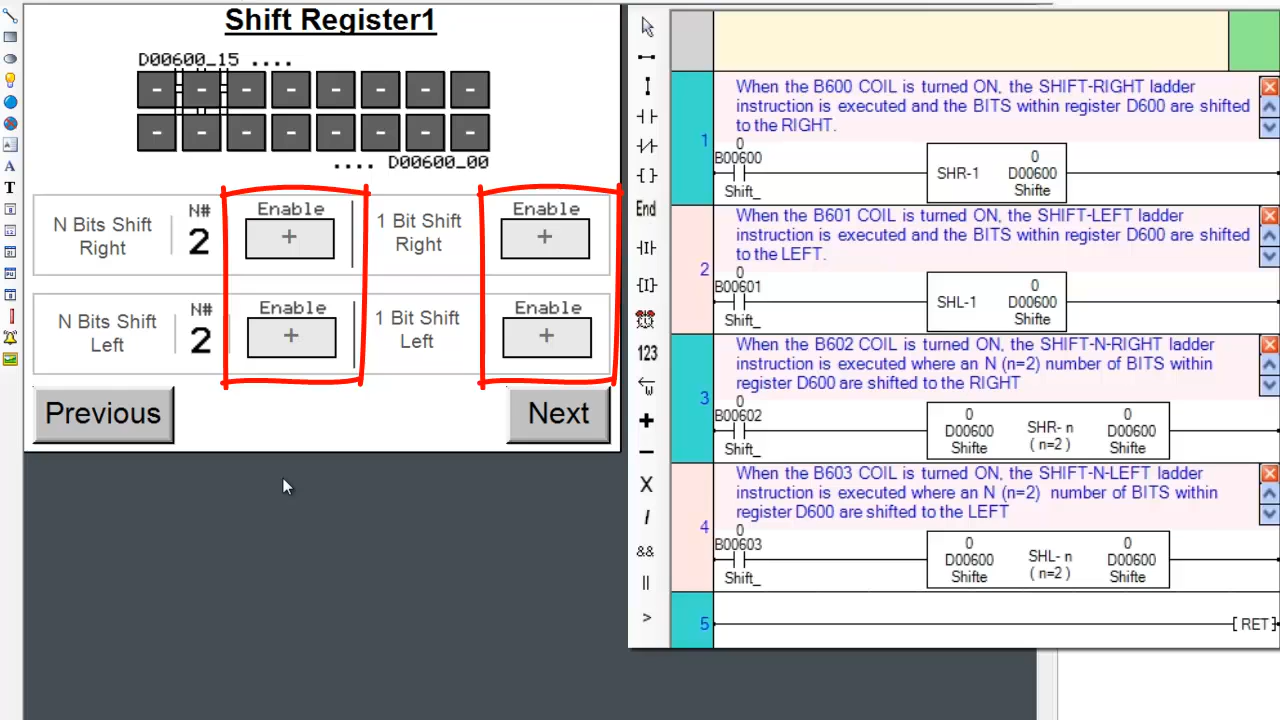 Shift Register1
D00600_15 ....
- - - - - - - -
- - - - - - - -
.... D00600_00
N Bits Shift
Right
N#
2
Enable
+
1 Bit Shift
Right
Enable
+
N Bits Shift
Left
N#
2
Enable
+
1 Bit Shift
Left
Enable
+
Previous
Next
A
T
End
123
+
-
X
/
&&
||
>
1
When the B600 COIL is turned ON, the SHIFT-RIGHT ladder
instruction is executed and the BITS within register D600 are shifted
to the RIGHT.
0
B00600
Shift_
SHR-1
0
D00600
Shifte
2
When the B601 COIL is turned ON, the SHIFT-LEFT ladder
instruction is executed and the BITS within register D600 are shifted
to the LEFT.
0
B00601
Shift_
SHL-1
0
D00600
Shifte
3
When the B602 COIL is turned ON, the SHIFT-N-RIGHT ladder
instruction is executed where an N (n=2) number of BITS within
register D600 are shifted to the RIGHT
0
B00602
Shift_
0
D00600
Shifte
SHR- n
( n=2 )
0
D00600
Shifte
4
When the B603 COIL is turned ON, the SHIFT-N-LEFT ladder
instruction is executed where an N (n=2) number of BITS within
register D600 are shifted to the LEFT
0
B00603
Shift_
0
D00600
Shifte
SHL- n
( n=2 )
0
D00600
Shifte
5
[ RET ]